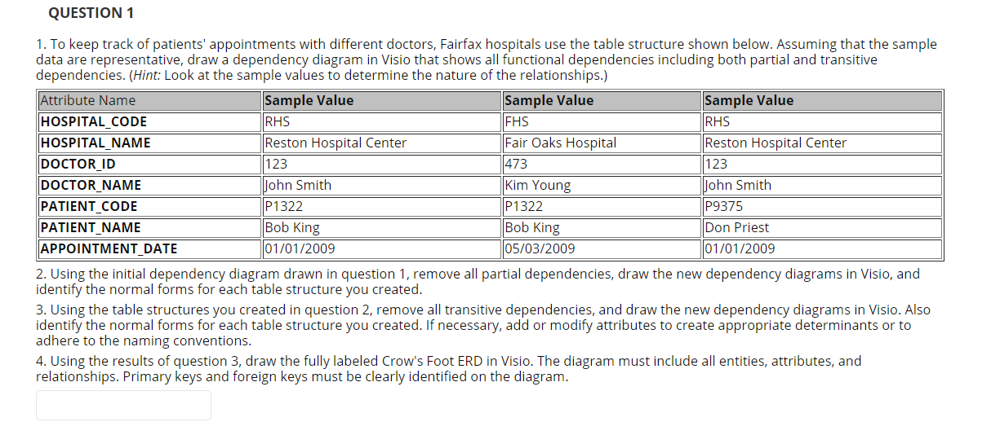 QUESTION 1
1. To keep track of patients' appointments with different doctors, Fairfax hospitals use the table structure shown below. Assuming that the sample
data are representative, draw a dependency diagram in Visio that shows all functional dependencies including both partial and transitive
dependencies. (Hint: Look at the sample values to determine the nature of the relationships.)
Attribute Name Sample Value Sample Value Sample Value
HOSPITAL_CODE RHS FHS RHS
HOSPITAL_NAME Reston Hospital Center Fair Oaks Hospital Reston Hospital Center
DOCTOR_ID 123 473 123
DOCTOR_NAME John Smith Kim Young John Smith
PATIENT_CODE P1322 P1322 P9375
PATIENT_NAME Bob King Bob King Don Priest
APPOINTMENT_DATE 01/01/2009 05/03/2009 01/01/2009
2. Using the initial dependency diagram drawn in question 1, remove all partial dependencies, draw the new dependency diagrams in Visio, and
identify the normal forms for each table structure you created.
3. Using the table structures you created in question 2, remove all transitive dependencies, and draw the new dependency diagrams in Visio. Also
identify the normal forms for each table structure you created. If necessary, add or modify attributes to create appropriate determinants or to
adhere to the naming conventions.
4. Using the results of question 3, draw the fully labeled Crow's Foot ERD in Visio. The diagram must include all entities, attributes, and
relationships. Primary keys and foreign keys must be clearly identified on the diagram.